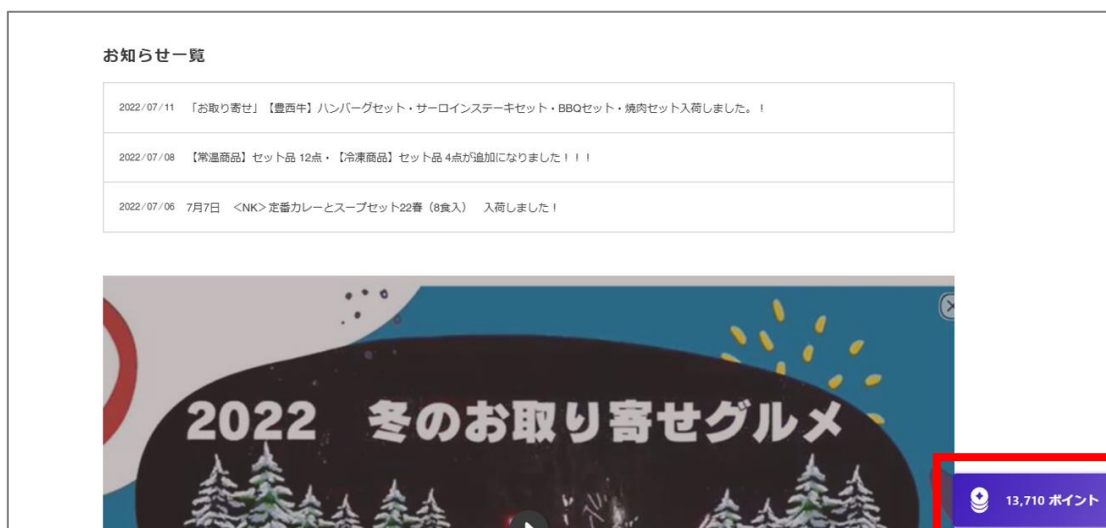 お知らせ一覧
2022/07/11 「お取り寄せ」【豊西牛】ハンバーグセット・サーロインステーキセット・BBQセット・焼肉セット入荷しました。！
2022/07/08 【常温商品】セット品 12点・【冷凍商品】セット品 4点が追加になりました！！！
2022/07/06 7月7日　＜NK＞定番カレーとスープセット22春（8食入）　入荷しました！
2022　冬のお取り寄せグルメ
13,710 ポイント